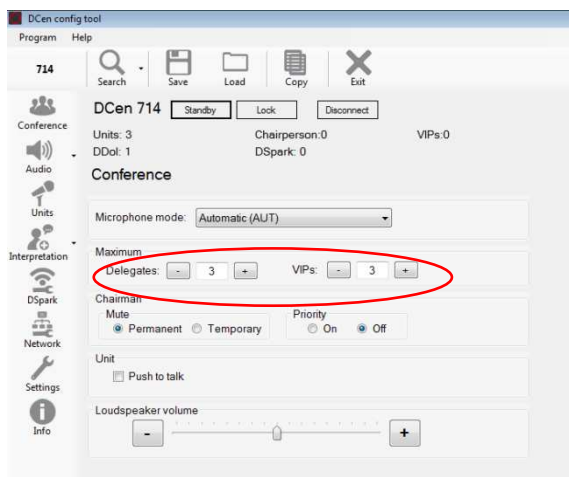 DCen config tool
Program Help
714
Search Save Load Copy Exit
DCen 714 Standby Lock Disconnect
Units: 3 Chairperson:0 VIPs:0
DDol: 1 DSpark: 0
Conference
Conference
Audio
Units
Interpretation
DSpark
Network
Settings
Info
Microphone mode: Automatic (AUT)
Maximum
Delegates: - 3 + VIPs: - 3 +
Chairman
Mute Priority
Permanent Temporary On Off
Unit
Push to talk
Loudspeaker volume
- +